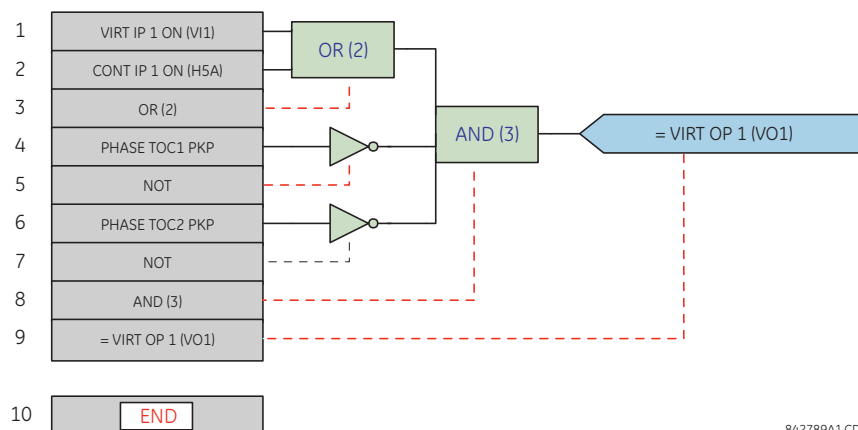 1 VIRT IP 1 ON (VI1)
OR (2)
2 CONT IP 1 ON (H5A)
3 OR (2)
4 PHASE TOC1 PKP
AND (3)
= VIRT OP 1 (VO1)
5 NOT
6 PHASE TOC2 PKP
7 NOT
8 AND (3)
9 = VIRT OP 1 (VO1)
10 END